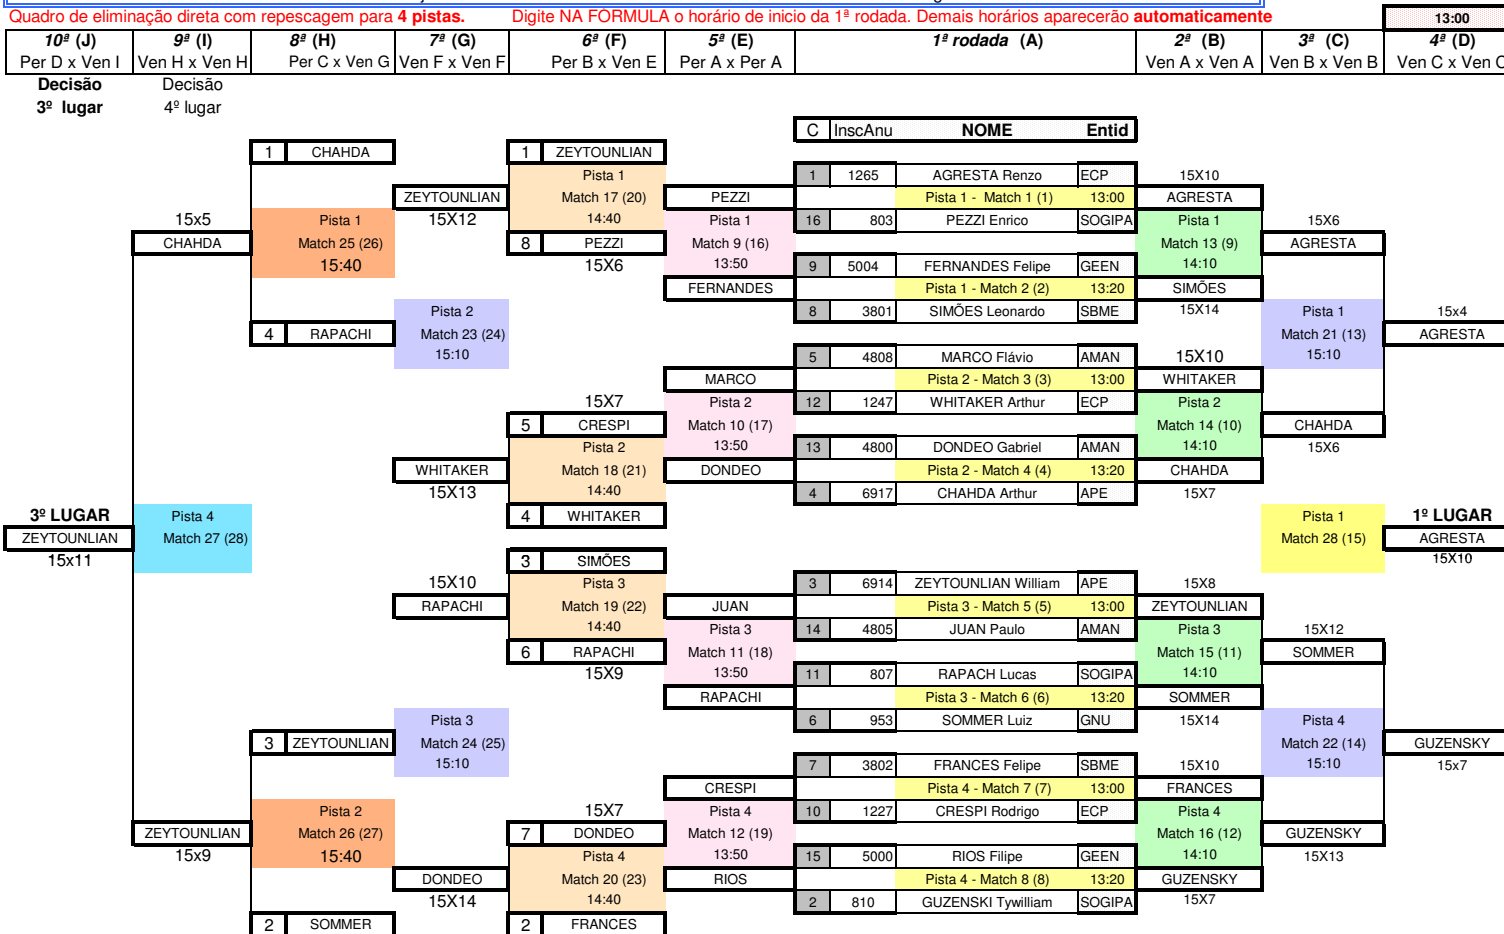 Quadro de eliminação direta com repescagem para 4 pistas. Digite NA FÓRMULA o horário de inicio da 1ª rodada. Demais horários aparecerão automaticamente 13:00
10ª (J) 9ª (I) 8ª (H) 7ª (G) 6ª (F) 5ª (E) 1ª rodada (A) 2ª (B) 3ª (C) 4ª (D)
Per D x Ven I Ven H x Ven H Per C x Ven G Ven F x Ven F Per B x Ven E Per A x Per A Ven A x Ven A Ven B x Ven B Ven C x Ven C
Decisão Decisão
3º lugar 4º lugar
C InscAnu NOME Entid
1 CHAHDA 1 ZEYTOUNLIAN
Pista 1 1 1265 AGRESTA Renzo ECP 15X10
ZEYTOUNLIAN Match 17 (20) PEZZI Pista 1 - Match 1 (1) 13:00 AGRESTA
15x5 Pista 1 15X12 14:40 Pista 1 16 803 PEZZI Enrico SOGIPA Pista 1 15X6
CHAHDA Match 25 (26) 8 PEZZI Match 9 (16) Match 13 (9) AGRESTA
15:40 15X6 13:50 9 5004 FERNANDES Felipe GEEN 14:10
FERNANDES Pista 1 - Match 2 (2) 13:20 SIMÕES
Pista 2 8 3801 SIMÕES Leonardo SBME 15X14 Pista 1 15x4
4 RAPACHI Match 23 (24) Match 21 (13) AGRESTA
15:10 5 4808 MARCO Flávio AMAN 15X10 15:10
MARCO Pista 2 - Match 3 (3) 13:00 WHITAKER
15X7 Pista 2 12 1247 WHITAKER Arthur ECP Pista 2
5 CRESPI Match 10 (17) Match 14 (10) CHAHDA
Pista 2 13:50 13 4800 DONDEO Gabriel AMAN 14:10 15X6
WHITAKER Match 18 (21) DONDEO Pista 2 - Match 4 (4) 13:20 CHAHDA
15X13 14:40 4 6917 CHAHDA Arthur APE 15X7
3º LUGAR Pista 4 4 WHITAKER Pista 1 1º LUGAR
ZEYTOUNLIAN Match 27 (28) Match 28 (15) AGRESTA
15x11 3 SIMÕES 15X10
15X10 Pista 3 3 6914 ZEYTOUNLIAN William APE 15X8
RAPACHI Match 19 (22) JUAN Pista 3 - Match 5 (5) 13:00 ZEYTOUNLIAN
14:40 Pista 3 14 4805 JUAN Paulo AMAN Pista 3 15X12
6 RAPACHI Match 11 (18) Match 15 (11) SOMMER
15X9 13:50 11 807 RAPACH Lucas SOGIPA 14:10
RAPACHI Pista 3 - Match 6 (6) 13:20 SOMMER
Pista 3 6 953 SOMMER Luiz GNU 15X14 Pista 4
3 ZEYTOUNLIAN Match 24 (25) Match 22 (14) GUZENSKY
15:10 7 3802 FRANCES Felipe SBME 15X10 15:10 15x7
CRESPI Pista 4 - Match 7 (7) 13:00 FRANCES
Pista 2 15X7 Pista 4 10 1227 CRESPI Rodrigo ECP Pista 4
ZEYTOUNLIAN Match 26 (27) 7 DONDEO Match 12 (19) Match 16 (12) GUZENSKY
15x9 15:40 Pista 4 13:50 15 5000 RIOS Filipe GEEN 14:10 15X13
DONDEO Match 20 (23) RIOS Pista 4 - Match 8 (8) 13:20 GUZENSKY
15X14 14:40 2 810 GUZENSKI Tywilliam SOGIPA 15X7
2 SOMMER 2 FRANCES